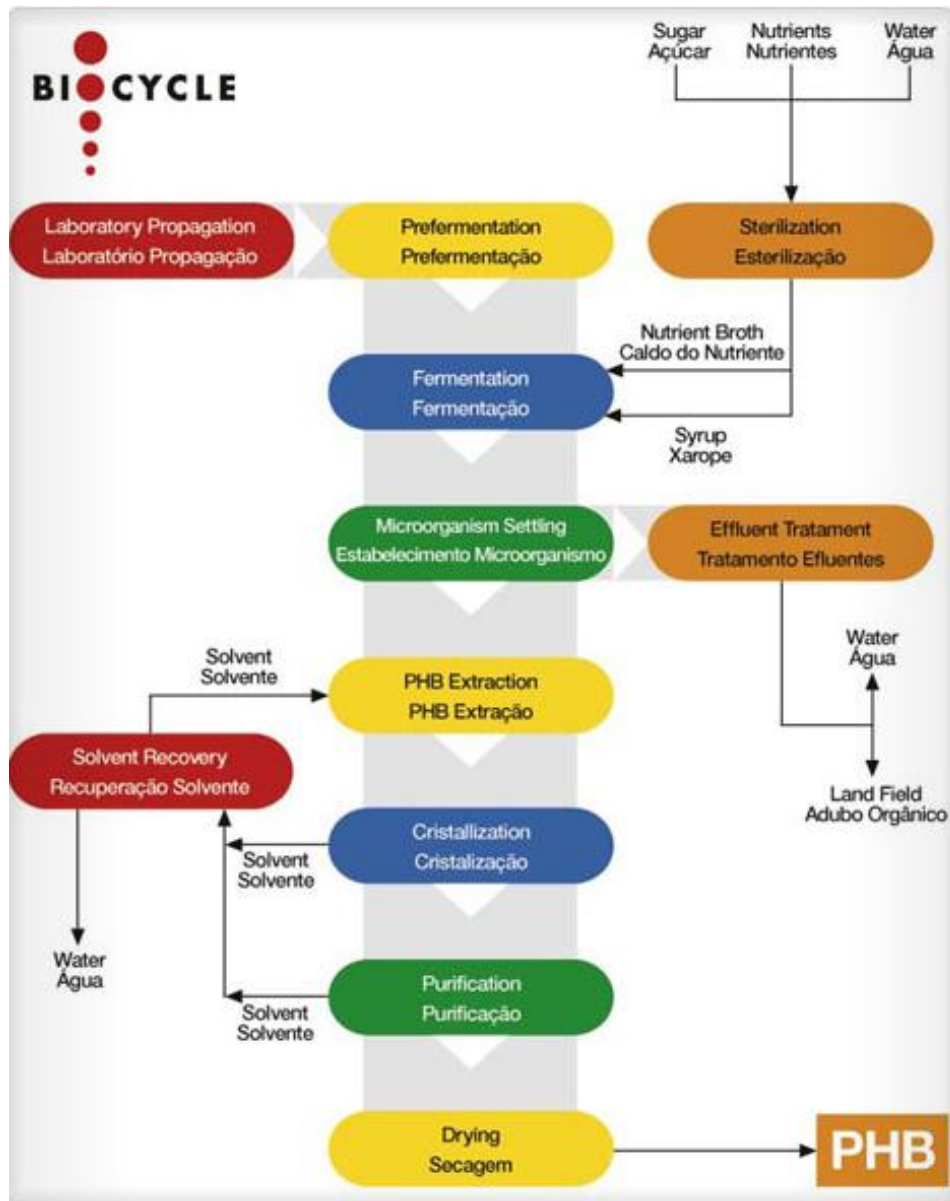 BIOCYCLE
Sugar
Açúcar
Nutrients
Nutrientes
Water
Água
Laboratory Propagation
Laboratório Propagação
Prefermentation
Prefermentação
Sterilization
Esterilização
Nutrient Broth
Caldo do Nutriente
Fermentation
Fermentação
Syrup
Xarope
Microorganism Settling
Estabelecimento Microorganismo
Effluent Tratament
Tratamento Efluentes
Water
Água
Land Field
Adubo Orgânico
Solvent
Solvente
PHB Extraction
PHB Extração
Solvent Recovery
Recuperação Solvente
Cristallization
Cristalização
Solvent
Solvente
Water
Água
Purification
Purificação
Solvent
Solvente
Drying
Secagem
PHB